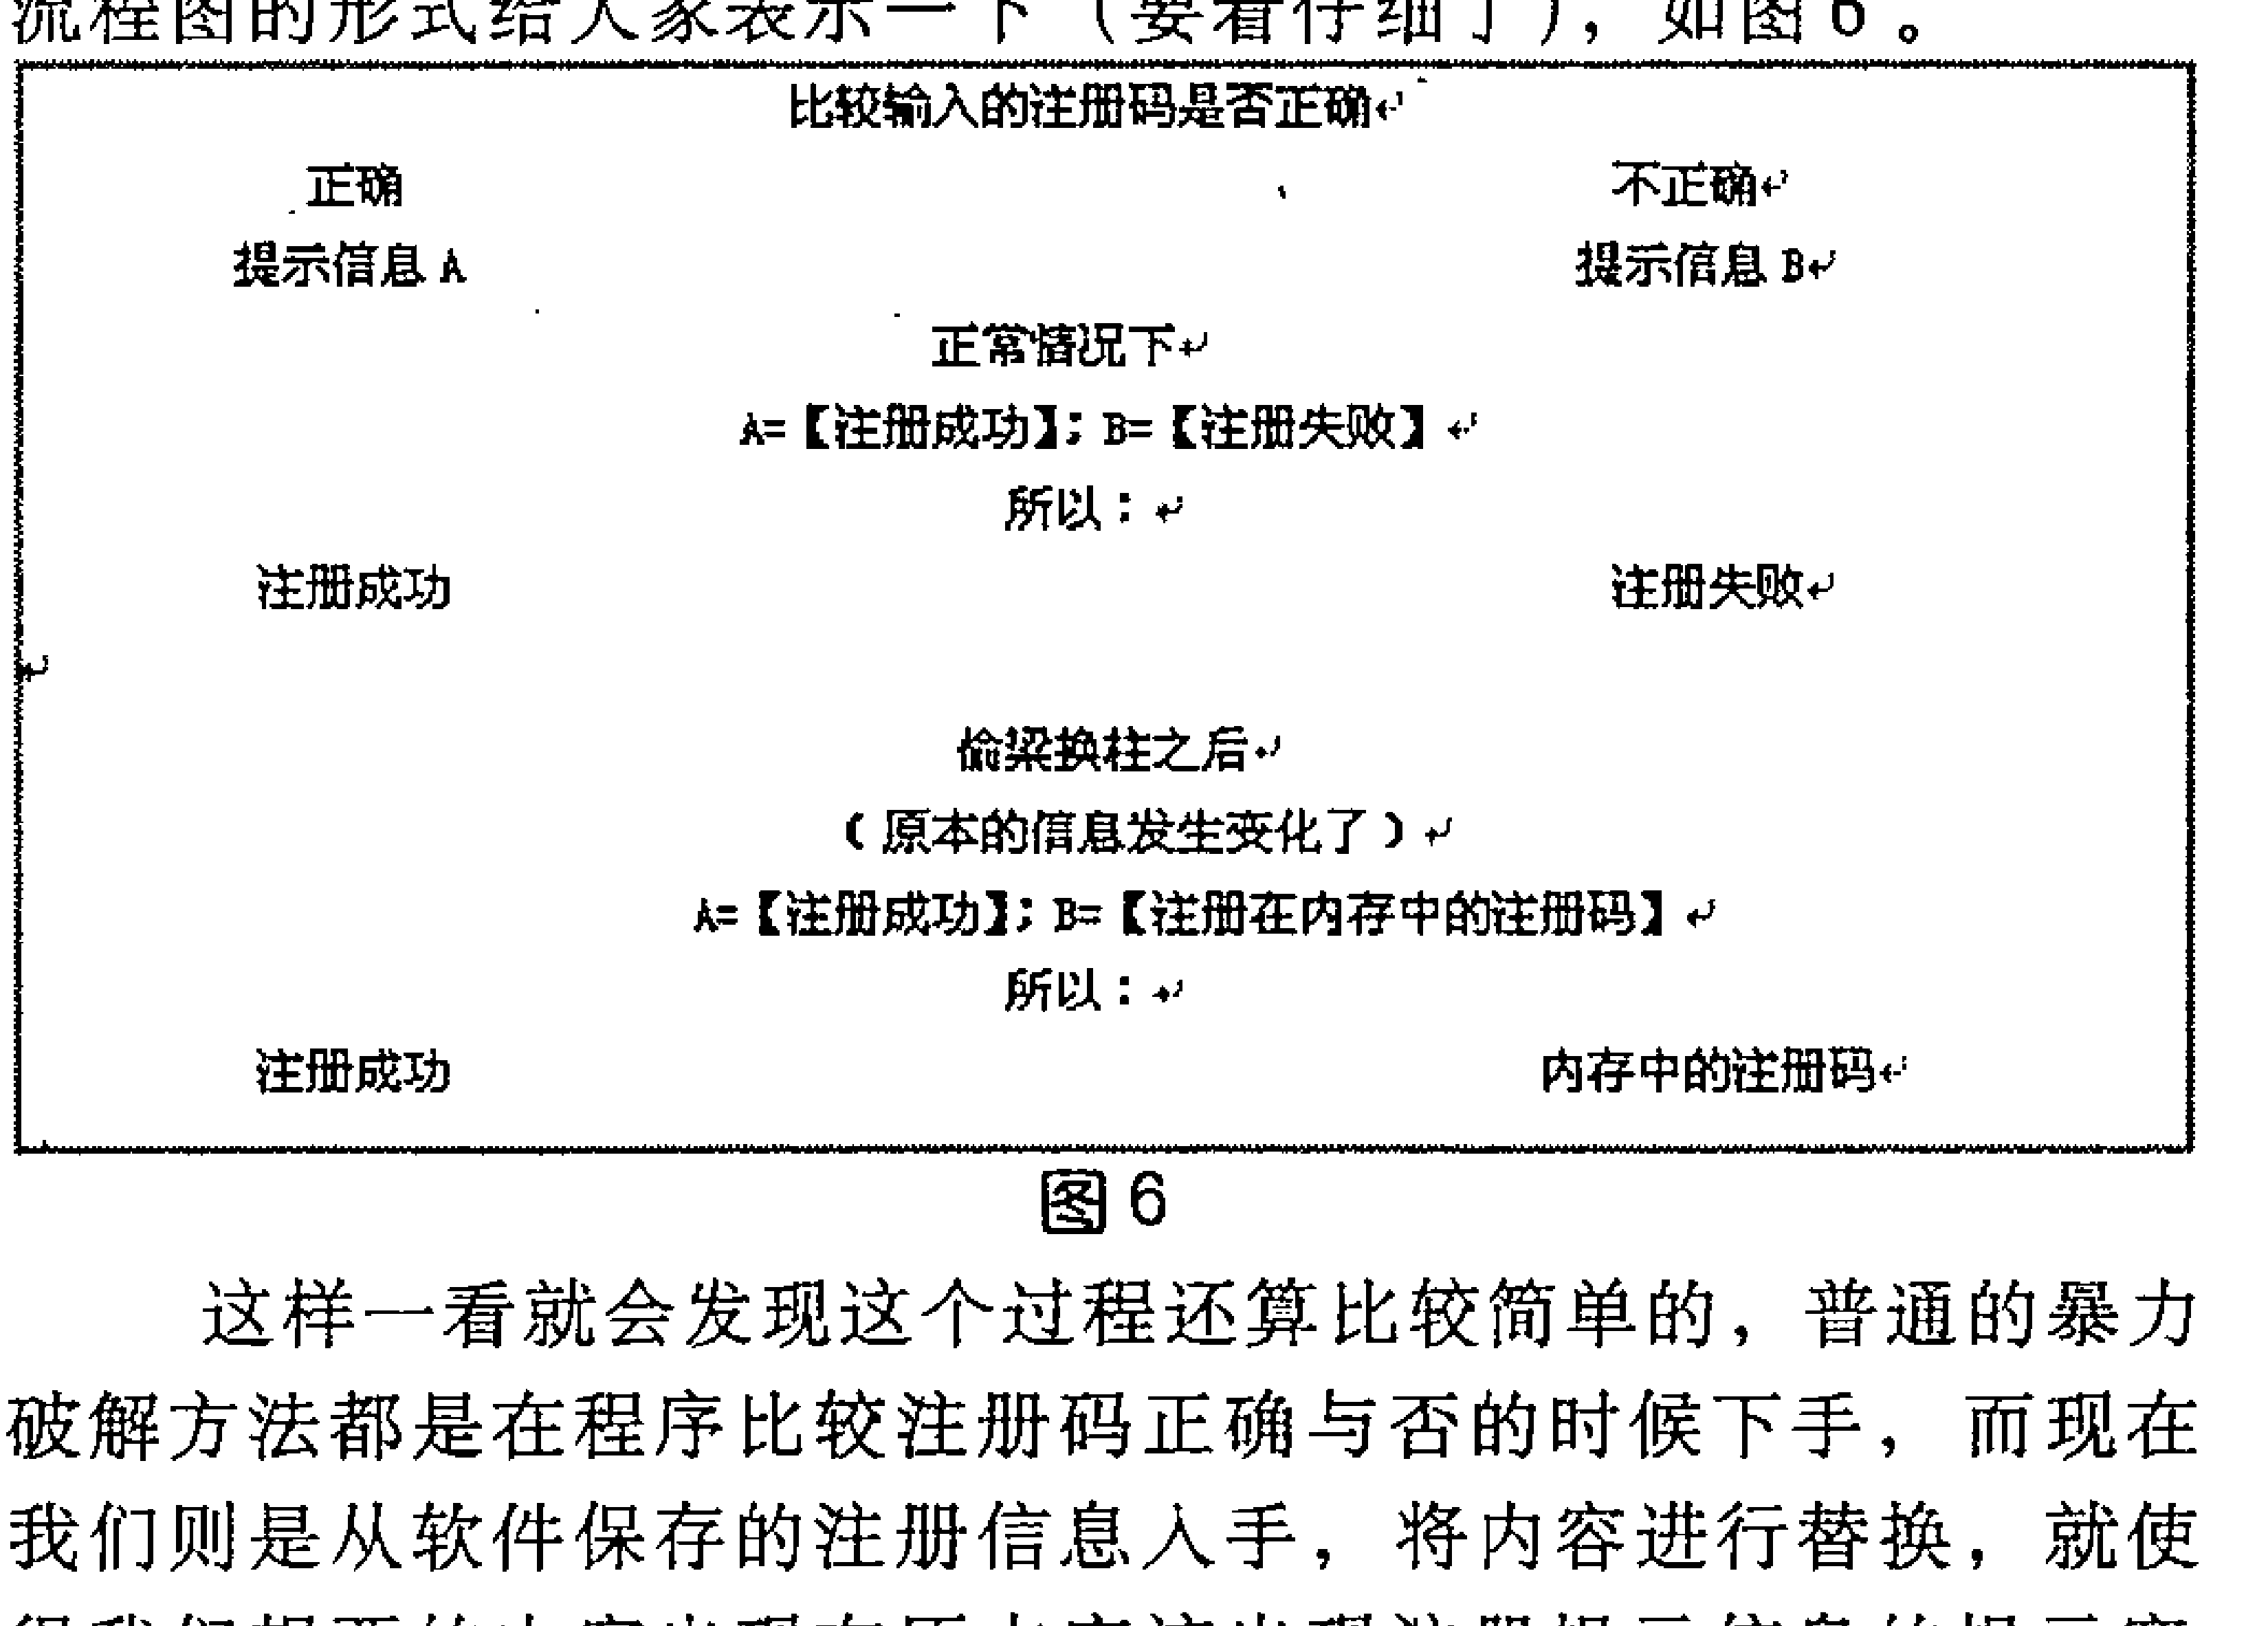 流程图的形式给大家表示一下（要看仔细了），如图6。
比较输入的注册码是否正确↵
正确 不正确↵
提示信息 A 提示信息 B↵
正常情况下↵
A=【注册成功】；B=【注册失败】↵
所以：↵
注册成功 注册失败↵
↵
偷梁换柱之后↵
（原本的信息发生变化了）↵
A=【注册成功】；B=【注册在内存中的注册码】↵
所以：↵
注册成功 内存中的注册码↵
图6
这样一看就会发现这个过程还算比较简单的，普通的暴力
破解方法都是在程序比较注册码正确与否的时候下手，而现在
我们则是从软件保存的注册信息入手，将内容进行替换，就使